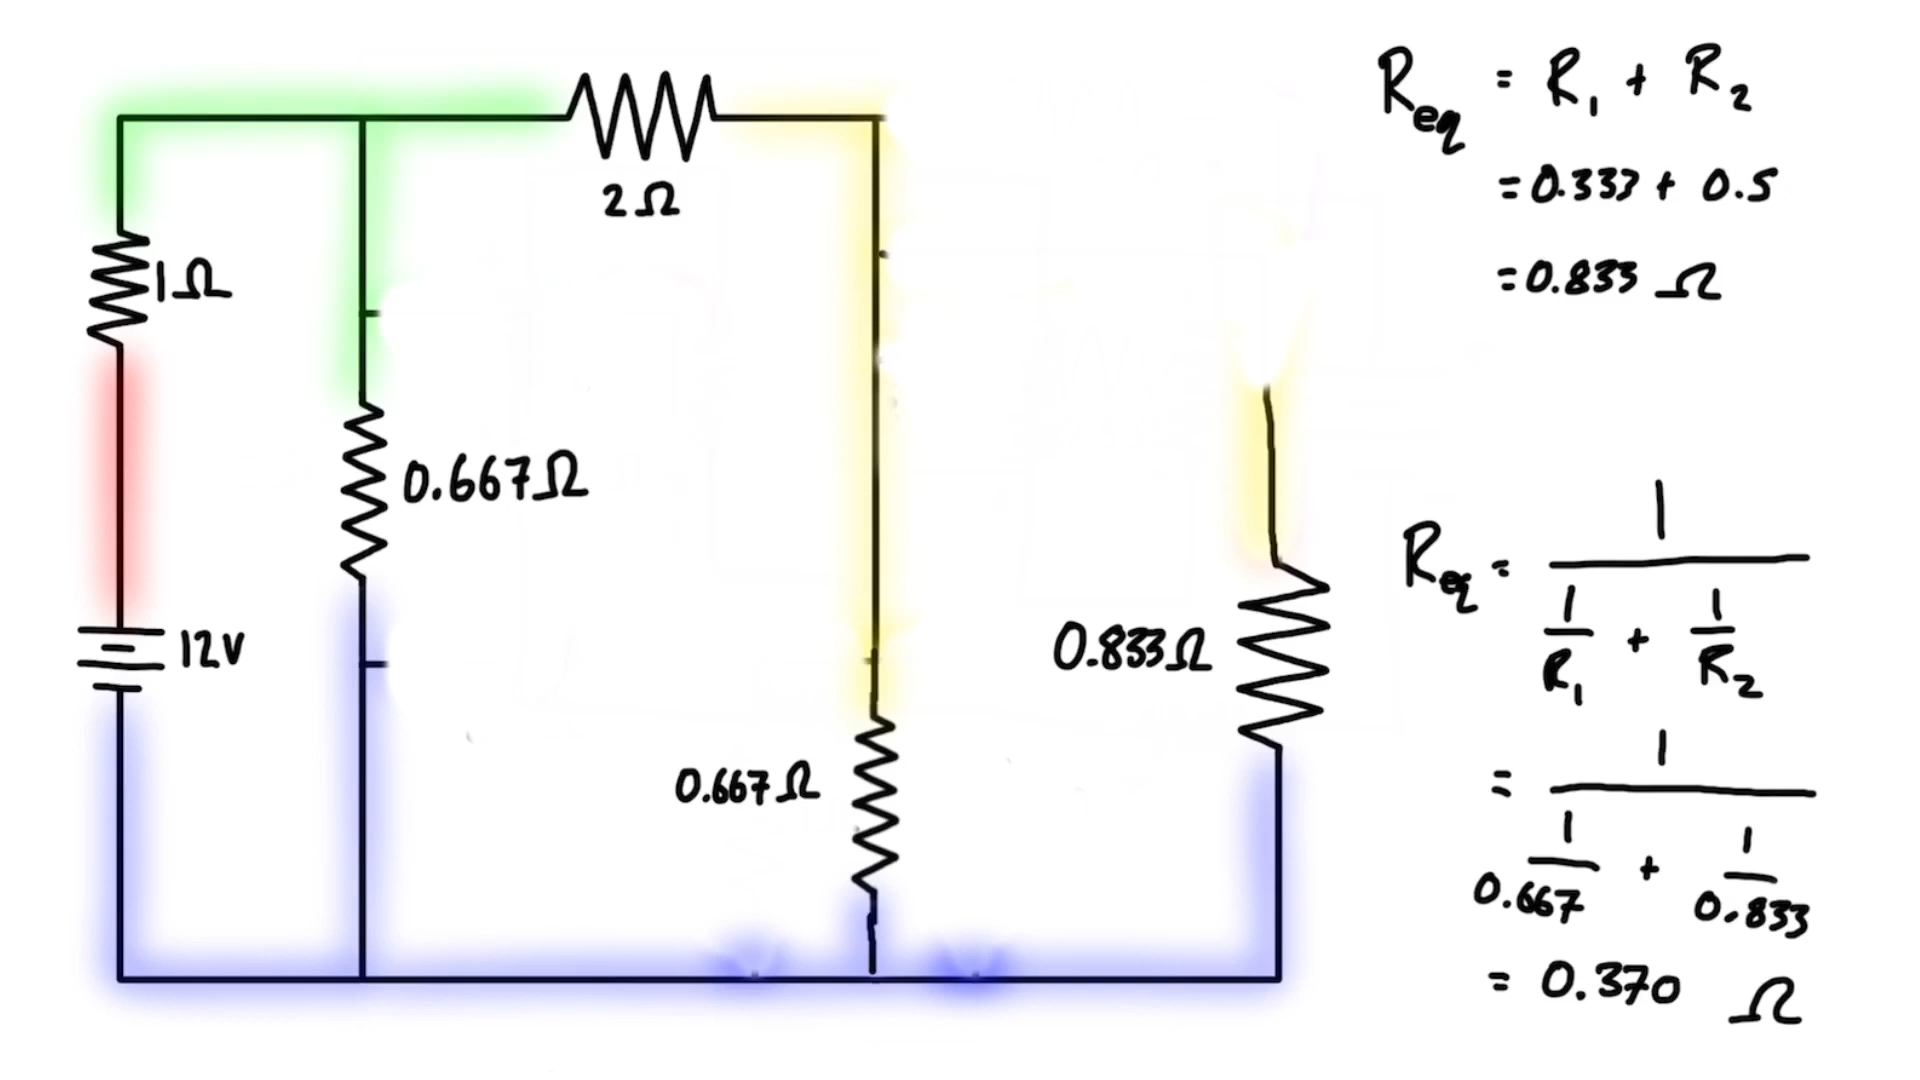 2Ω
1Ω
0.667Ω
12V
0.667Ω
0.833Ω
Req = R1 + R2
= 0.333 + 0.5
= 0.833 Ω
Req = 1 / (1/R1 + 1/R2)
= 1 / (1/0.667 + 1/0.833)
= 0.370 Ω